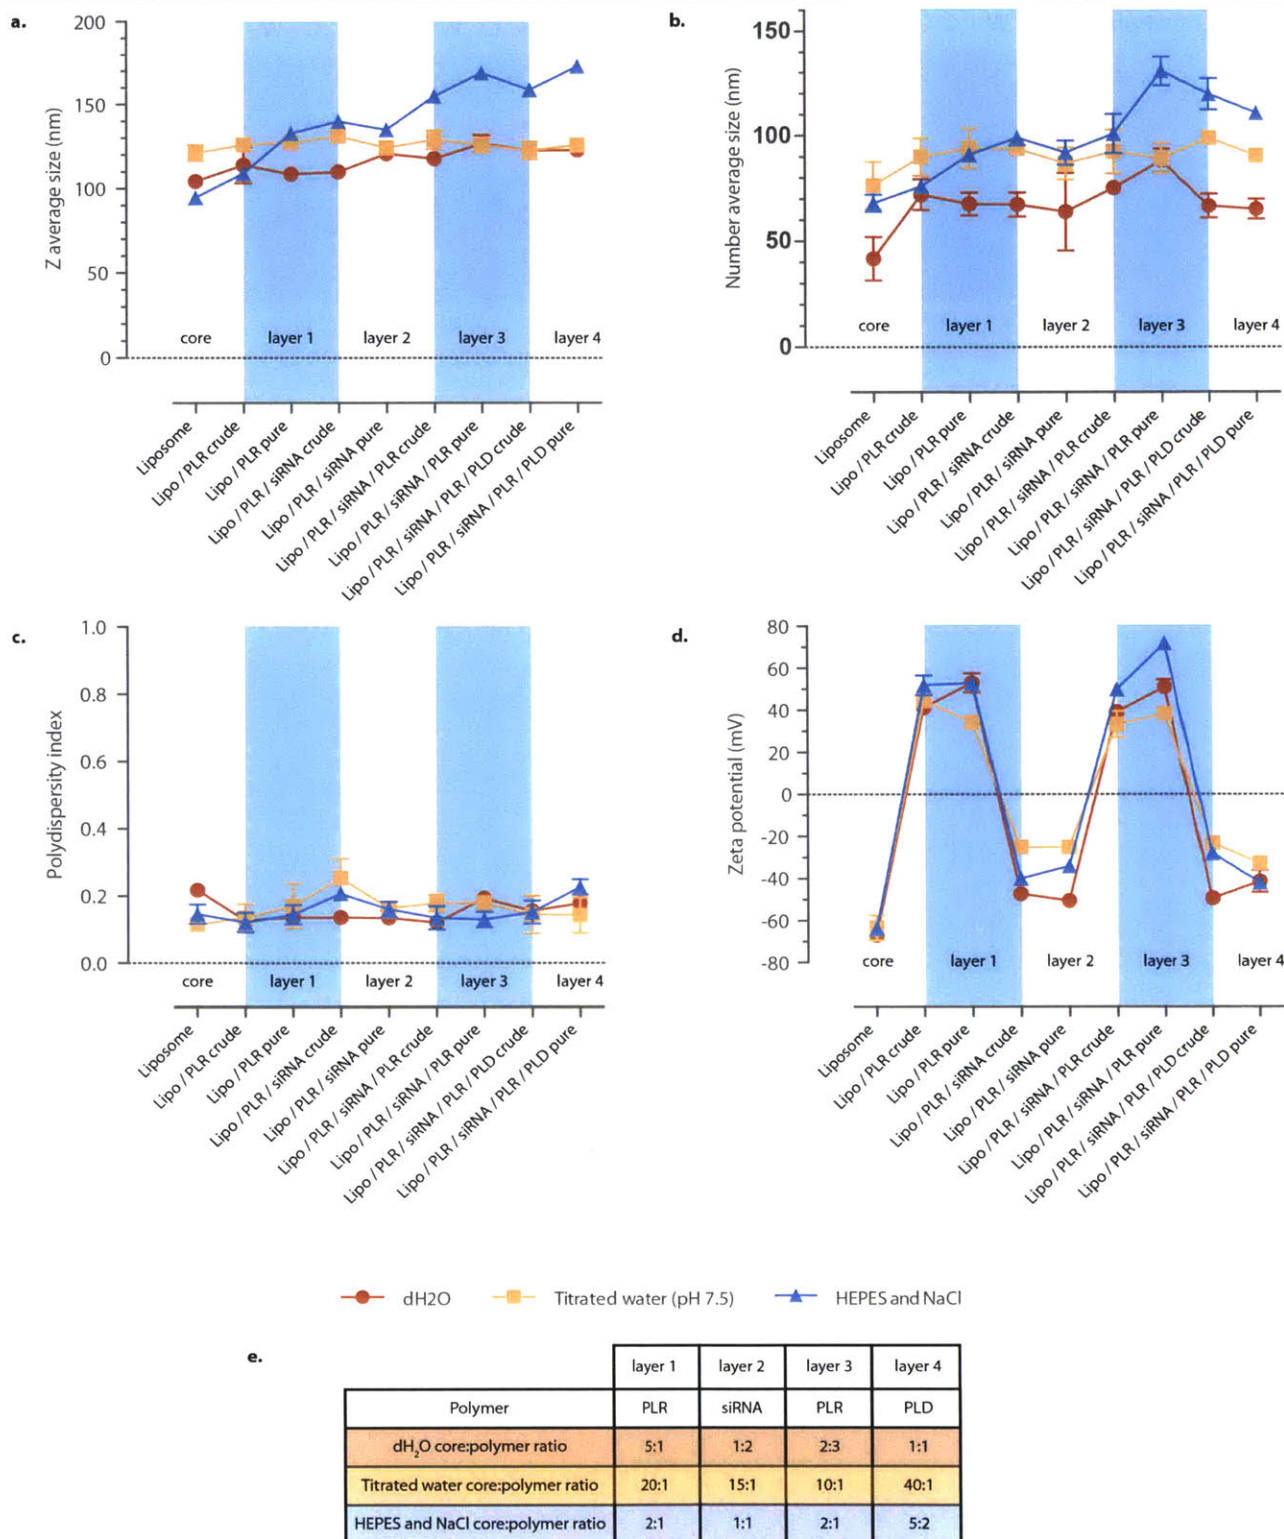 a.
Z average size (nm)
200
150
100
50
0
core
layer 1
layer 2
layer 3
layer 4
Liposome
Lipo / PLR crude
Lipo / PLR pure
Lipo / PLR / siRNA crude
Lipo / PLR / siRNA pure
Lipo / PLR / siRNA / PLR crude
Lipo / PLR / siRNA / PLR pure
Lipo / PLR / siRNA / PLR / PLD crude
Lipo / PLR / siRNA / PLR / PLD pure
b.
Number average size (nm)
150
100
50
0
core
layer 1
layer 2
layer 3
layer 4
Liposome
Lipo / PLR crude
Lipo / PLR pure
Lipo / PLR / siRNA crude
Lipo / PLR / siRNA pure
Lipo / PLR / siRNA / PLR crude
Lipo / PLR / siRNA / PLR pure
Lipo / PLR / siRNA / PLR / PLD crude
Lipo / PLR / siRNA / PLR / PLD pure
c.
Polydispersity index
1.0
0.8
0.6
0.4
0.2
0.0
core
layer 1
layer 2
layer 3
layer 4
Liposome
Lipo / PLR crude
Lipo / PLR pure
Lipo / PLR / siRNA crude
Lipo / PLR / siRNA pure
Lipo / PLR / siRNA / PLR crude
Lipo / PLR / siRNA / PLR pure
Lipo / PLR / siRNA / PLR / PLD crude
Lipo / PLR / siRNA / PLR / PLD pure
d.
Zeta potential (mV)
80
60
40
20
0
-20
-40
-60
-80
core
layer 1
layer 2
layer 3
layer 4
Liposome
Lipo / PLR crude
Lipo / PLR pure
Lipo / PLR / siRNA crude
Lipo / PLR / siRNA pure
Lipo / PLR / siRNA / PLR crude
Lipo / PLR / siRNA / PLR pure
Lipo / PLR / siRNA / PLR / PLD crude
Lipo / PLR / siRNA / PLR / PLD pure
dH2O Titrated water (pH 7.5) HEPES and NaCl
e.
layer 1 layer 2 layer 3 layer 4
Polymer PLR siRNA PLR PLD
dH₂O core:polymer ratio 5:1 1:2 2:3 1:1
Titrated water core:polymer ratio 20:1 15:1 10:1 40:1
HEPES and NaCl core:polymer ratio 2:1 1:1 2:1 5:2